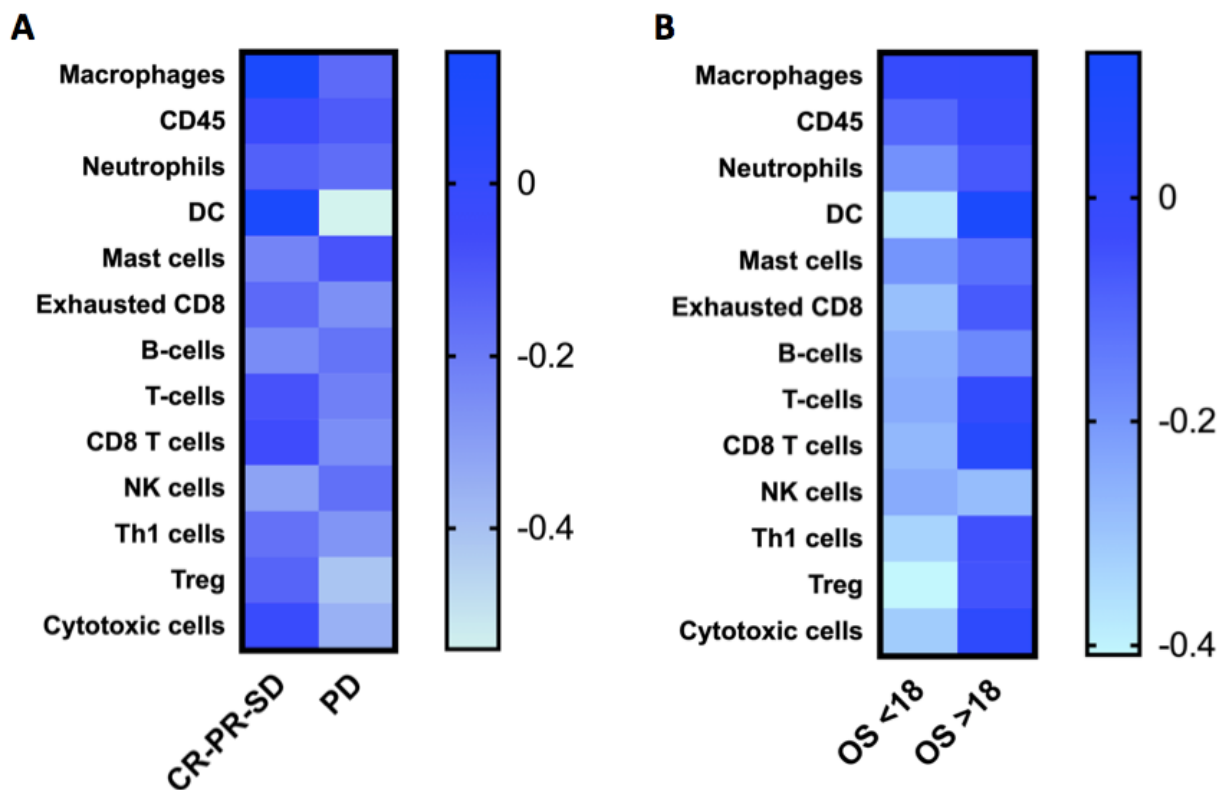 A
Macrophages
CD45
Neutrophils
DC
Mast cells
Exhausted CD8
B-cells
T-cells
CD8 T cells
NK cells
Th1 cells
Treg
Cytotoxic cells
CR-PR-SD
PD
0
-0.2
-0.4
B
Macrophages
CD45
Neutrophils
DC
Mast cells
Exhausted CD8
B-cells
T-cells
CD8 T cells
NK cells
Th1 cells
Treg
Cytotoxic cells
OS <18
OS >18
0
-0.2
-0.4